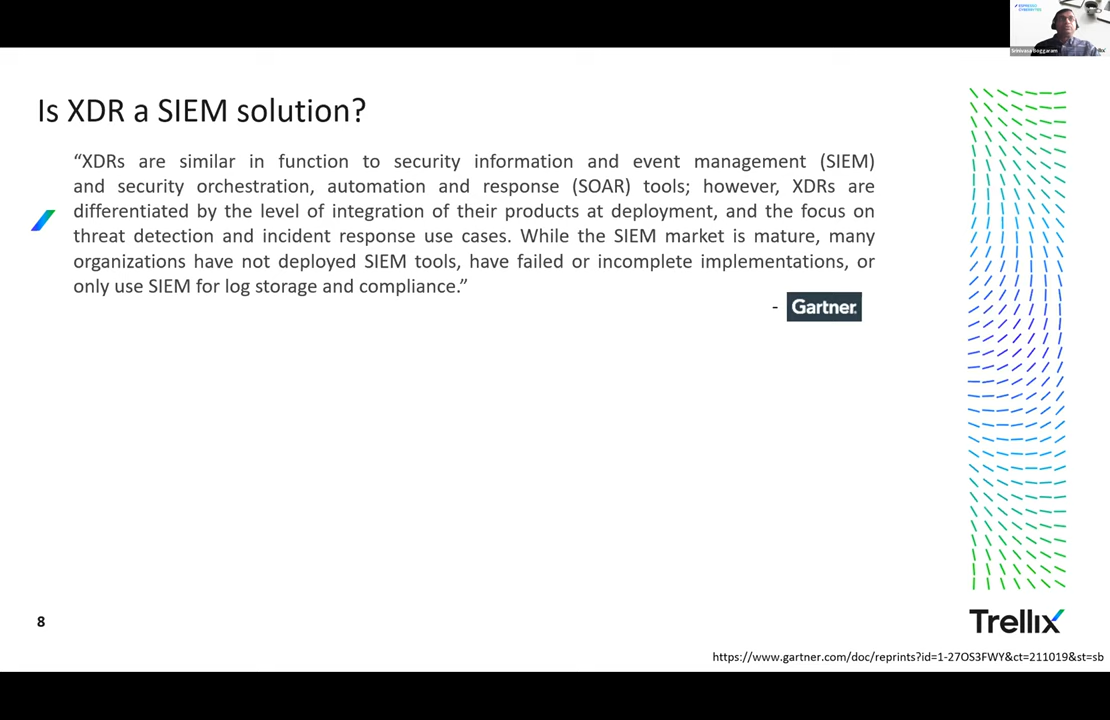 Srinivasa Boggaram
Is XDR a SIEM solution?
“XDRs are similar in function to security information and event management (SIEM)
and security orchestration, automation and response (SOAR) tools; however, XDRs are
differentiated by the level of integration of their products at deployment, and the focus on
threat detection and incident response use cases. While the SIEM market is mature, many
organizations have not deployed SIEM tools, have failed or incomplete implementations, or
only use SIEM for log storage and compliance.”
- Gartner
8
Trellix
https://www.gartner.com/doc/reprints?id=1-27OS3FWY&ct=211019&st=sb